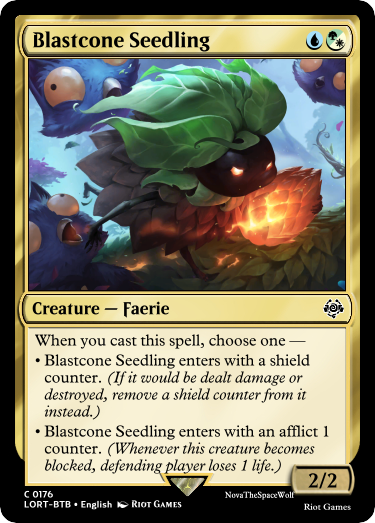 Blastcone Seedling
Creature — Faerie
When you cast this spell, choose one —
• Blastcone Seedling enters with a shield
counter. (If it would be dealt damage or
destroyed, remove a shield counter from it
instead.)
• Blastcone Seedling enters with an afflict 1
counter. (Whenever this creature becomes
blocked, defending player loses 1 life.)
2/2
C 0176
LORT-BTB • English Riot Games
NovaTheSpaceWolf
Riot Games